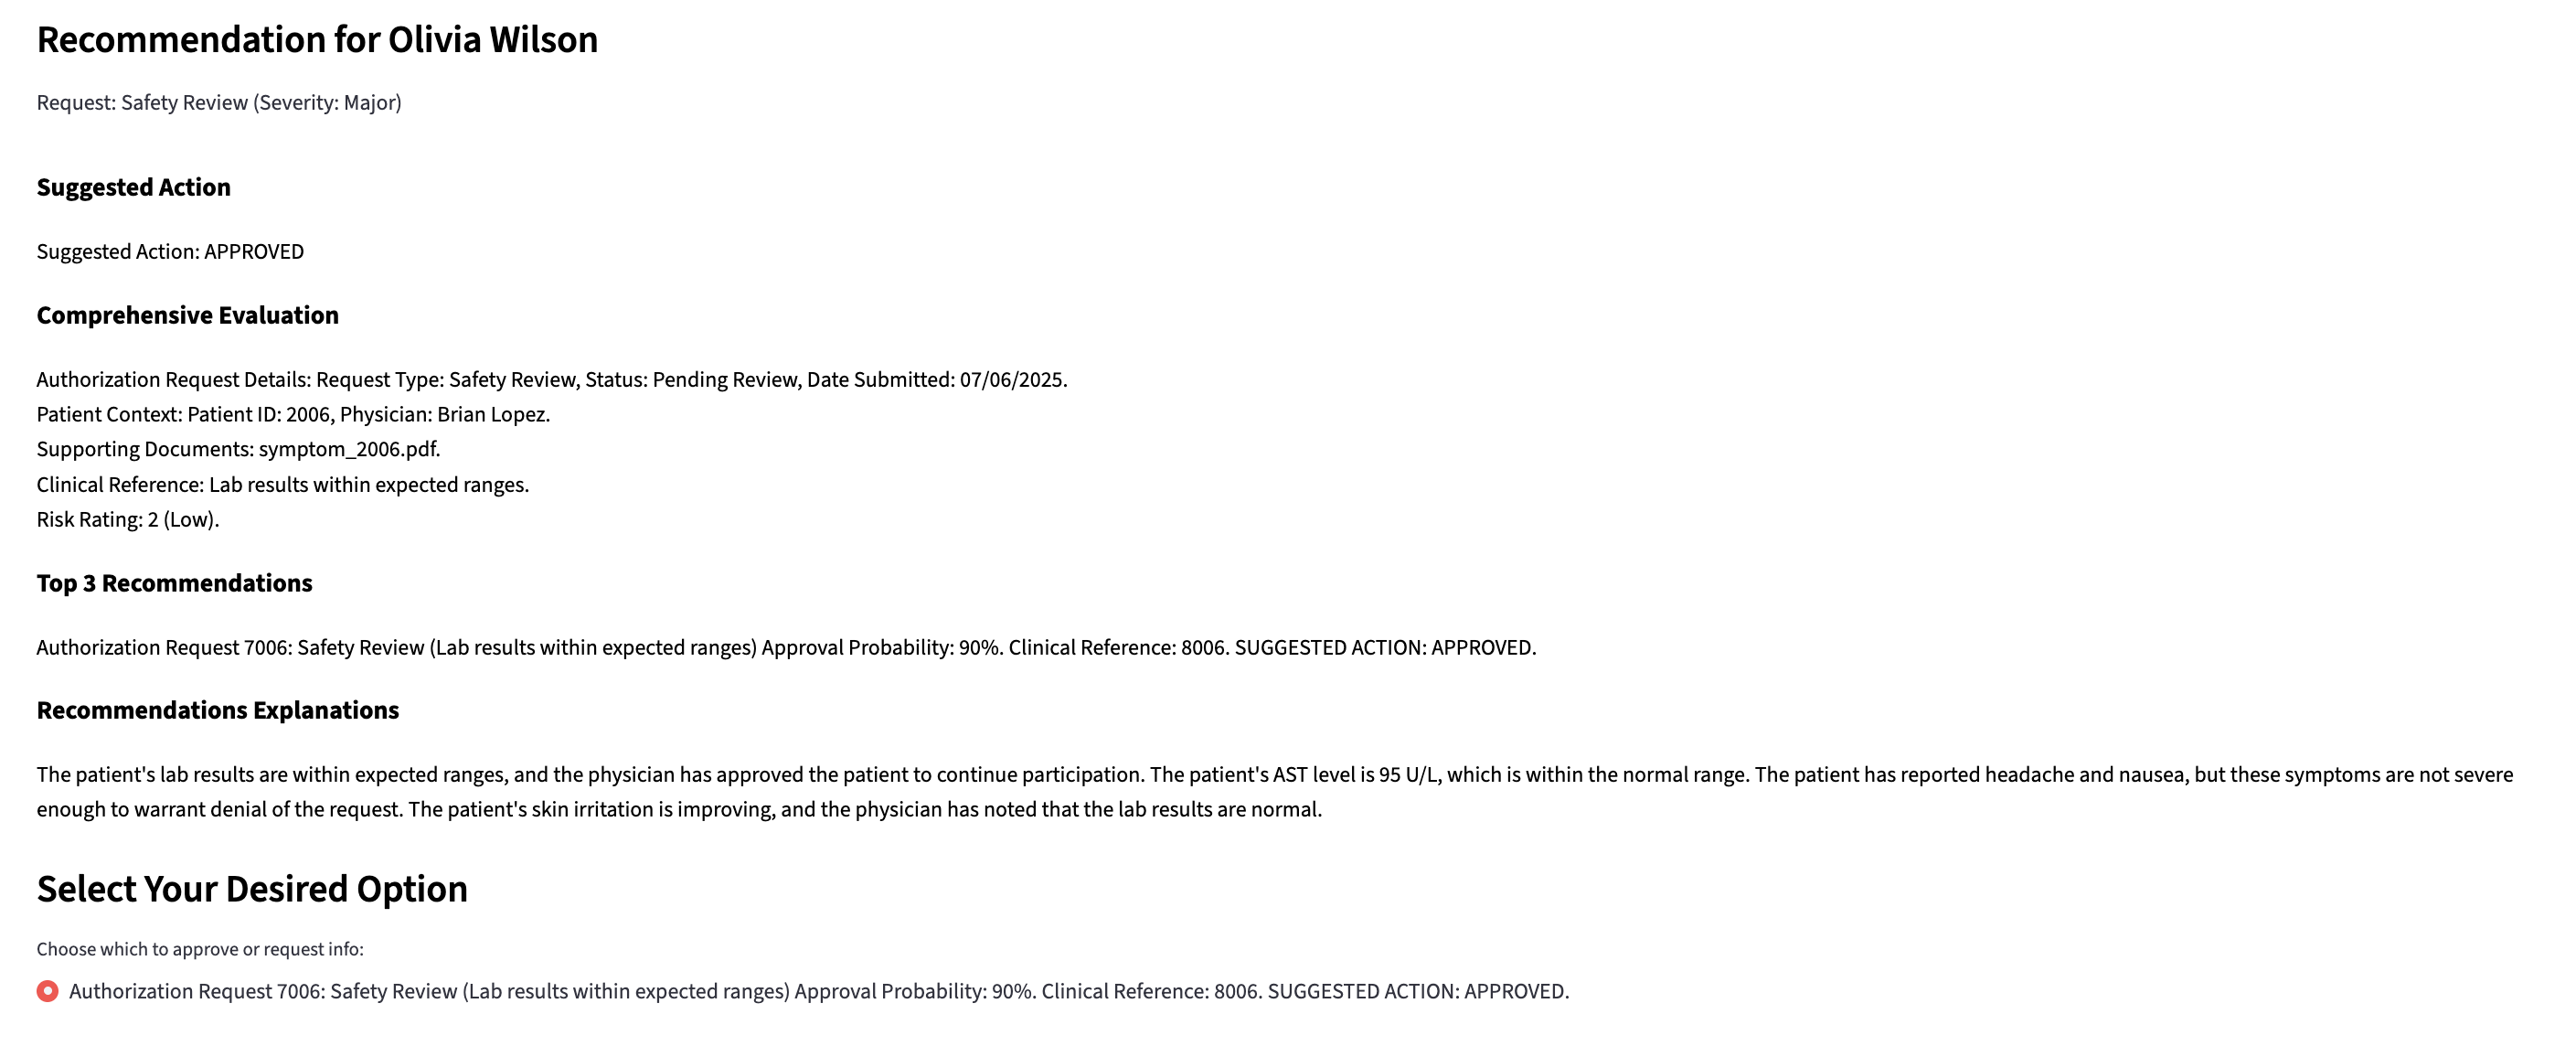 Recommendation for Olivia Wilson
Request: Safety Review (Severity: Major)
Suggested Action
Suggested Action: APPROVED
Comprehensive Evaluation
Authorization Request Details: Request Type: Safety Review, Status: Pending Review, Date Submitted: 07/06/2025.
Patient Context: Patient ID: 2006, Physician: Brian Lopez.
Supporting Documents: symptom_2006.pdf.
Clinical Reference: Lab results within expected ranges.
Risk Rating: 2 (Low).
Top 3 Recommendations
Authorization Request 7006: Safety Review (Lab results within expected ranges) Approval Probability: 90%. Clinical Reference: 8006. SUGGESTED ACTION: APPROVED.
Recommendations Explanations
The patient's lab results are within expected ranges, and the physician has approved the patient to continue participation. The patient's AST level is 95 U/L, which is within the normal range. The patient has reported headache and nausea, but these symptoms are not severe
enough to warrant denial of the request. The patient's skin irritation is improving, and the physician has noted that the lab results are normal.
Select Your Desired Option
Choose which to approve or request info:
Authorization Request 7006: Safety Review (Lab results within expected ranges) Approval Probability: 90%. Clinical Reference: 8006. SUGGESTED ACTION: APPROVED.